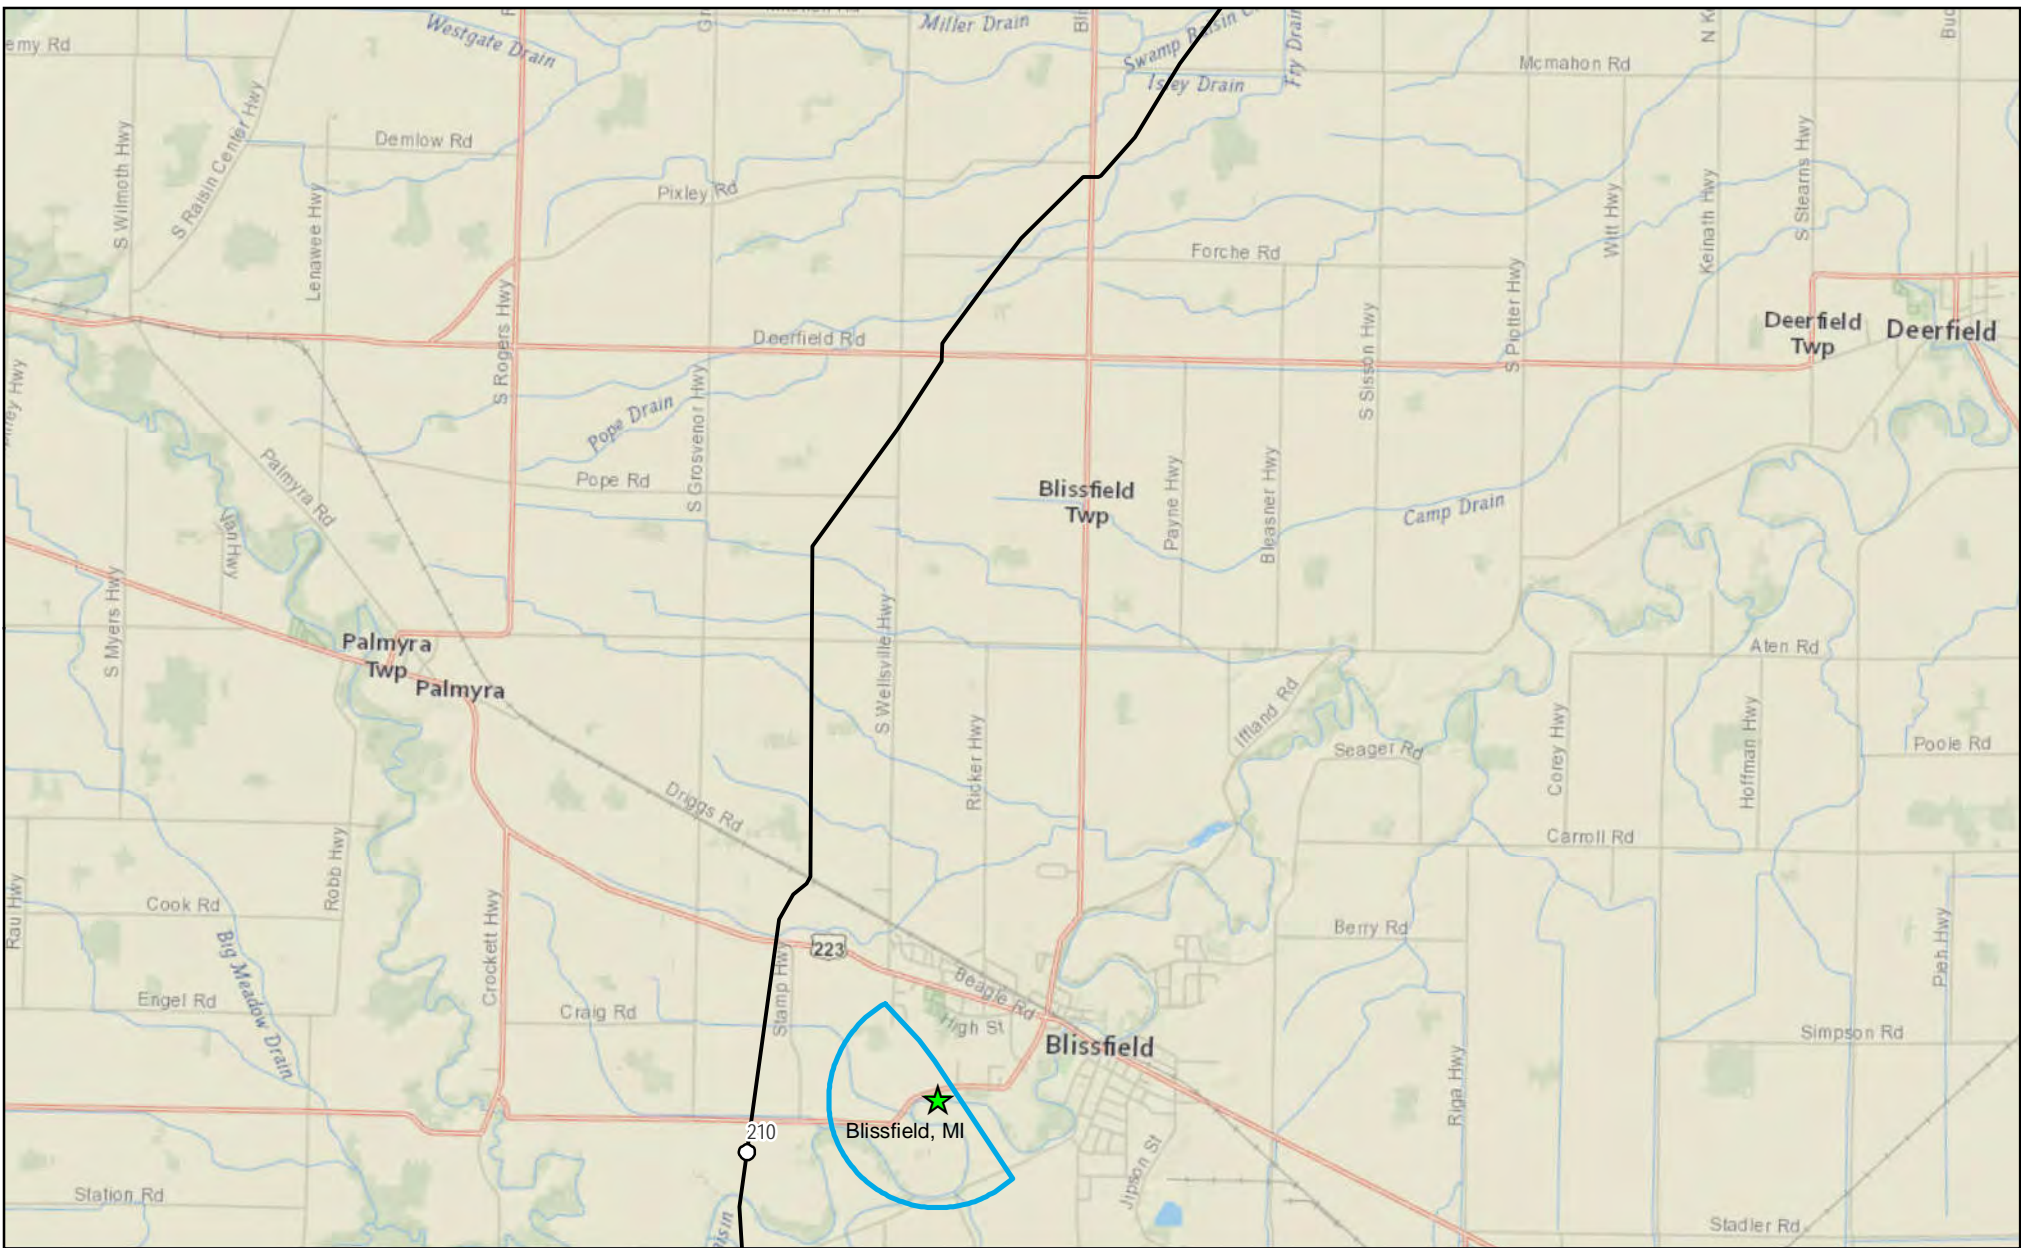 Westgate Drain
Miller Drain
Swamp Raisin
Fry Drain
emy Rd
Isley Drain
Mcmahon Rd
Demlow Rd
S Wilmoth Hwy
S Raisin Center Hwy
Lenawee Hwy
Pixley Rd
Forche Rd
Witt Hwy
Keinath Hwy
S Stearns Hwy
S Rogers Hwy
Deerfield Rd
S Grosvenor Hwy
S Sisson Hwy
S Piotter Hwy
Deerfield
Twp
Deerfield
Pope Drain
Pope Rd
Palmyra Rd
Van Hwy
Blissfield
Twp
Payne Hwy
Bleasner Hwy
Camp Drain
S Myers Hwy
Palmyra
Twp
Palmyra
S Wellsville Hwy
Ricker Hwy
Iffland Rd
Seager Rd
Aten Rd
Corey Hwy
Hoffman Hwy
Poole Rd
Driggs Rd
Carroll Rd
Rau Hwy
Cook Rd
Robb Hwy
Big Meadow Drain
Engel Rd
Crockett Hwy
Craig Rd
Stamp Hwy
223
Beagle Rd
High St
Berry Rd
Pieh Hwy
Blissfield
Simpson Rd
Riga Hwy
210
Blissfield, MI
Jipson St
Station Rd
Stadler Rd